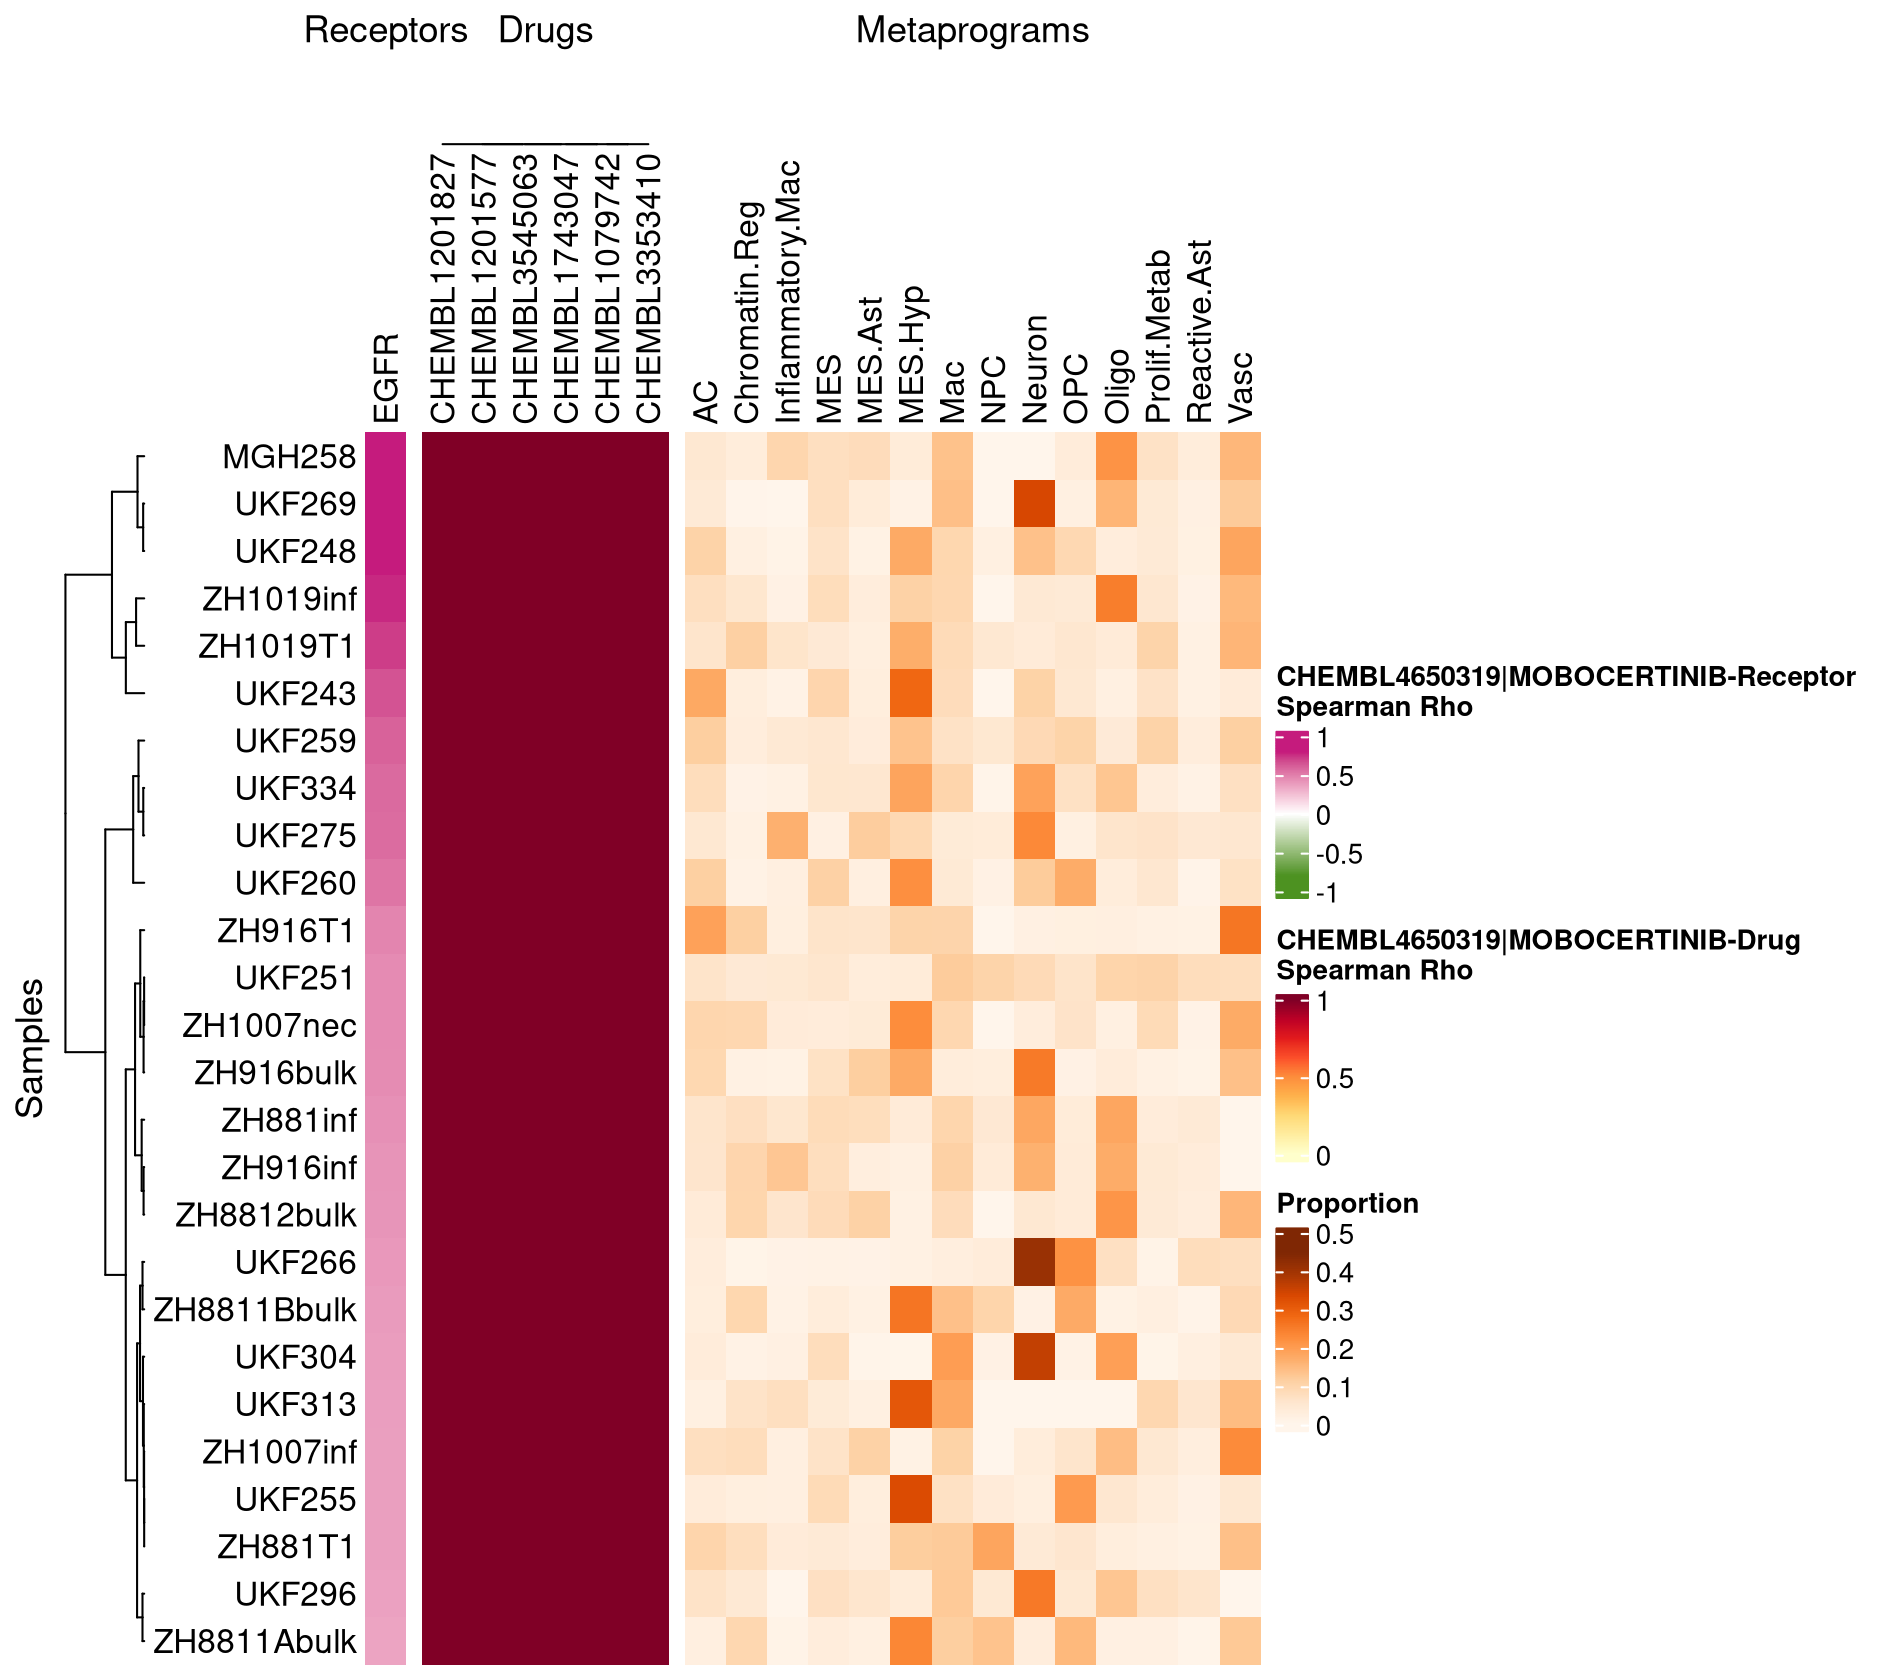 Receptors Drugs Metaprograms
EGFR
CHEMBL1201827
CHEMBL1201577
CHEMBL3545063
CHEMBL1743047
CHEMBL1079742
CHEMBL3353410
AC
Chromatin.Reg
Inflammatory.Mac
MES
MES.Ast
MES.Hyp
Mac
NPC
Neuron
OPC
Oligo
Prolif.Metab
Reactive.Ast
Vasc
Samples
MGH258
UKF269
UKF248
ZH1019inf
ZH1019T1
UKF243
UKF259
UKF334
UKF275
UKF260
ZH916T1
UKF251
ZH1007nec
ZH916bulk
ZH881inf
ZH916inf
ZH8812bulk
UKF266
ZH8811Bbulk
UKF304
UKF313
ZH1007inf
UKF255
ZH881T1
UKF296
ZH8811Abulk
CHEMBL4650319|MOBOCERTINIB-Receptor
Spearman Rho
1
0.5
0
-0.5
-1
CHEMBL4650319|MOBOCERTINIB-Drug
Spearman Rho
1
0.5
0
Proportion
0.5
0.4
0.3
0.2
0.1
0